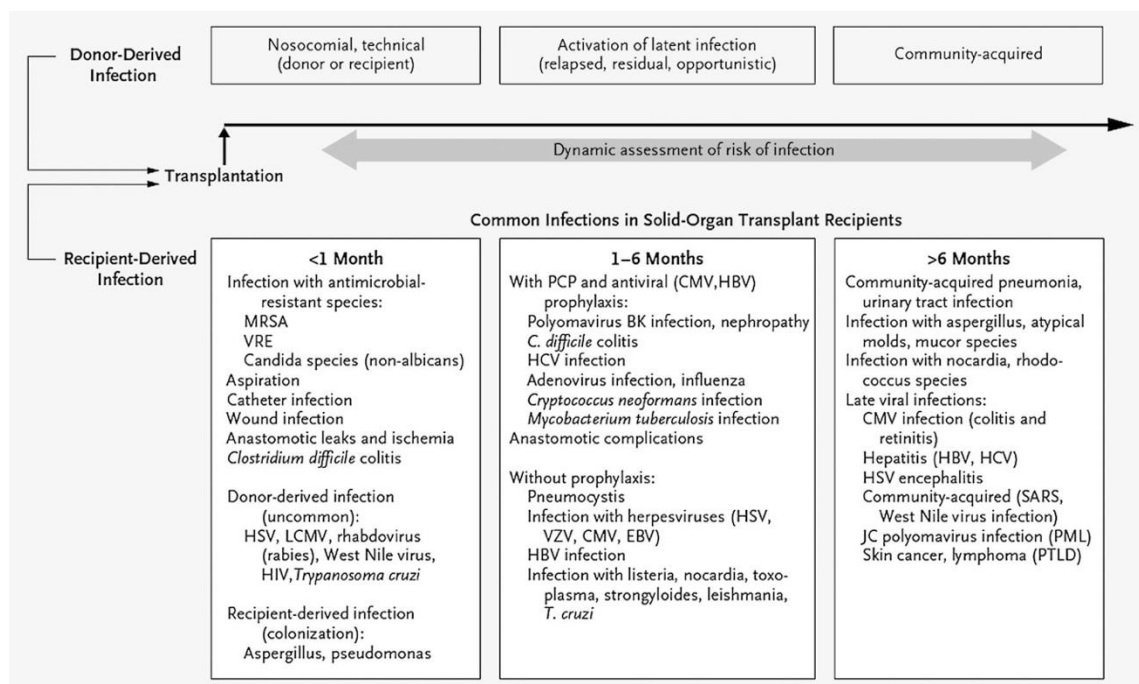 Donor-Derived
Infection
Nosocomial, technical
(donor or recipient)
Activation of latent infection
(relapsed, residual, opportunistic)
Community-acquired
Dynamic assessment of risk of infection
Transplantation
Common Infections in Solid-Organ Transplant Recipients
Recipient-Derived
Infection
<1 Month
Infection with antimicrobial-
resistant species:
MRSA
VRE
Candida species (non-albicans)
Aspiration
Catheter infection
Wound infection
Anastomotic leaks and ischemia
Clostridium difficile colitis
Donor-derived infection
(uncommon):
HSV, LCMV, rhabdovirus
(rabies), West Nile virus,
HIV,Trypanosoma cruzi
Recipient-derived infection
(colonization):
Aspergillus, pseudomonas
1–6 Months
With PCP and antiviral (CMV,HBV)
prophylaxis:
Polyomavirus BK infection, nephropathy
C. difficile colitis
HCV infection
Adenovirus infection, influenza
Cryptococcus neoformans infection
Mycobacterium tuberculosis infection
Anastomotic complications
Without prophylaxis:
Pneumocystis
Infection with herpesviruses (HSV,
VZV, CMV, EBV)
HBV infection
Infection with listeria, nocardia, toxo-
plasma, strongyloides, leishmania,
T. cruzi
>6 Months
Community-acquired pneumonia,
urinary tract infection
Infection with aspergillus, atypical
molds, mucor species
Infection with nocardia, rhodo-
coccus species
Late viral infections:
CMV infection (colitis and
retinitis)
Hepatitis (HBV, HCV)
HSV encephalitis
Community-acquired (SARS,
West Nile virus infection)
JC polyomavirus infection (PML)
Skin cancer, lymphoma (PTLD)